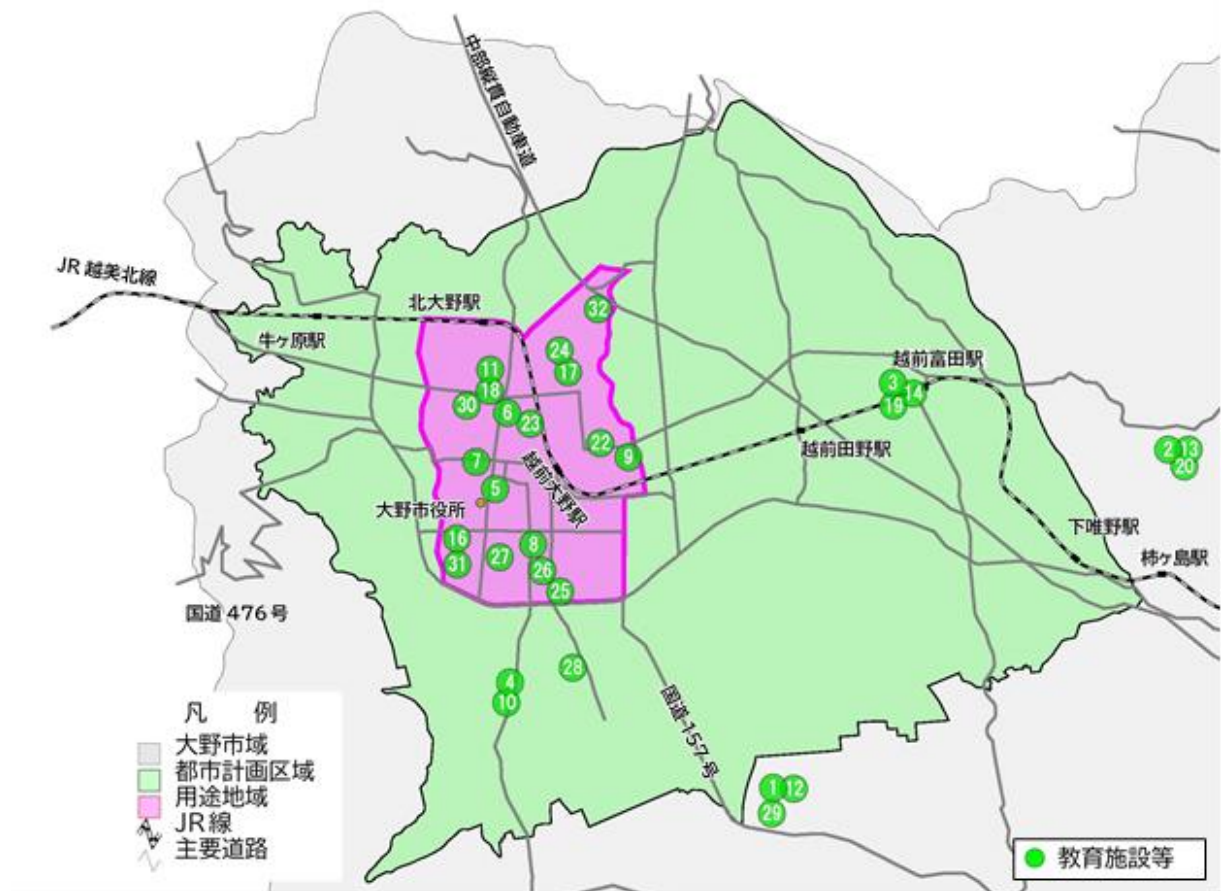 中部縦貫自動車道
JR 越美北線
北大野駅
牛ヶ原駅
32
24
17
11
18
30
6
23
越前富田駅
3
14
19
22
9
越前田野駅
2
13
20
7
5
越前大野駅
大野市役所
16
31
27
8
26
25
下唯野駅
柿ヶ島駅
国道 476 号
28
4
10
国道 157 号
1
12
29
凡 例
大野市域
都市計画区域
用途地域
JR 線
主要道路
教育施設等